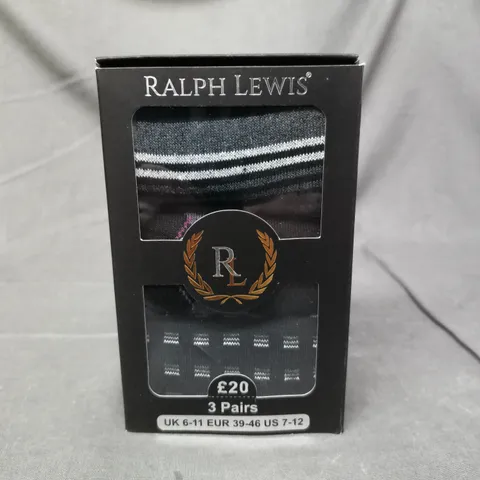 RALPH LEWIS®
RL
£20
3 Pairs
UK 6-11 EUR 39-46 US 7-12